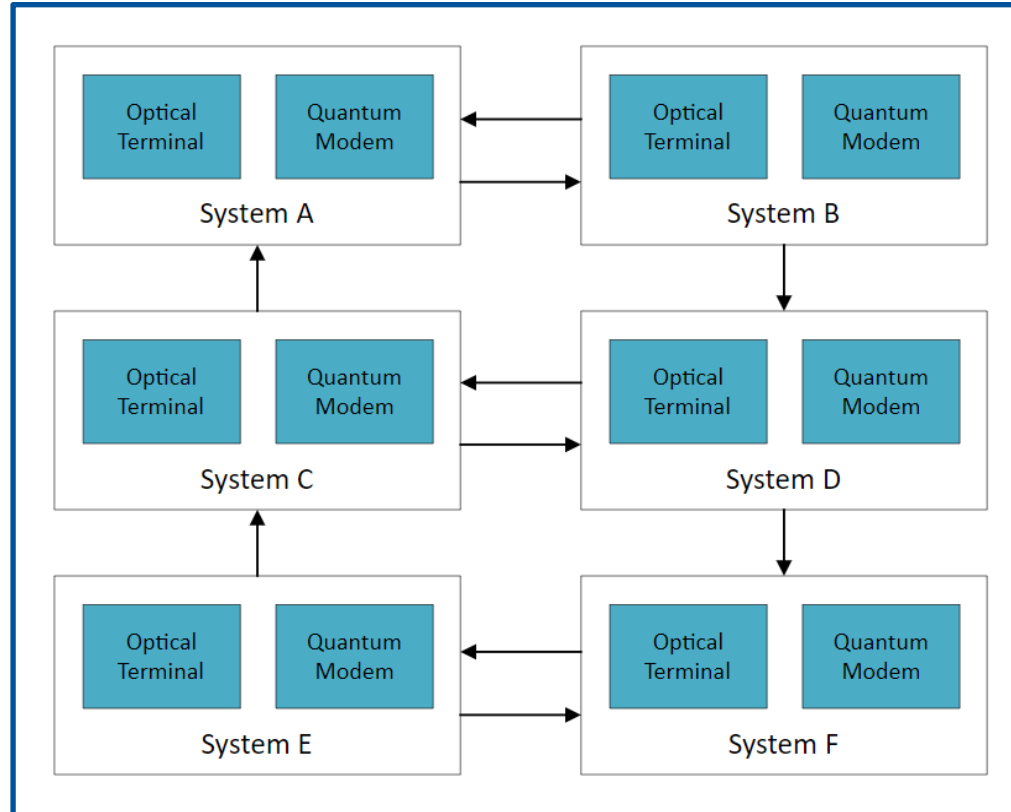 Optical
Terminal
Quantum
Modem
System A
Optical
Terminal
Quantum
Modem
System B
Optical
Terminal
Quantum
Modem
System C
Optical
Terminal
Quantum
Modem
System D
Optical
Terminal
Quantum
Modem
System E
Optical
Terminal
Quantum
Modem
System F